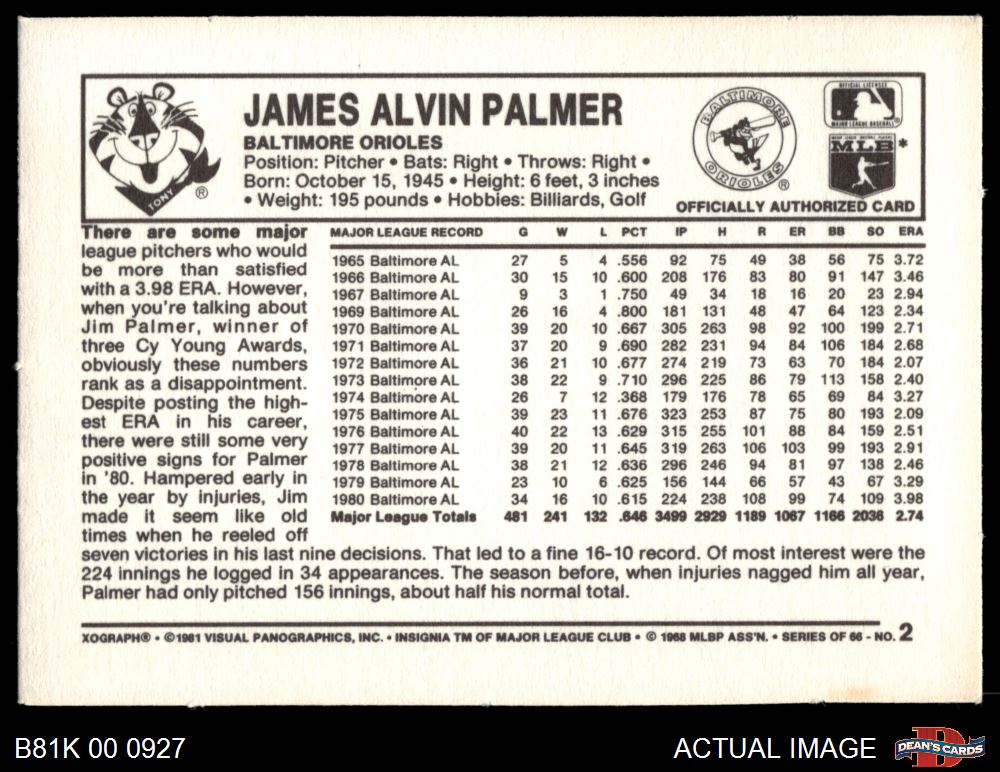 JAMES ALVIN PALMER
BALTIMORE ORIOLES
Position: Pitcher • Bats: Right • Throws: Right •
Born: October 15, 1945 • Height: 6 feet, 3 inches
• Weight: 195 pounds • Hobbies: Billiards, Golf
TONY
®
BALTIMORE
ORIOLES
®
OFFICIAL LICENSEE
MAJOR LEAGUE BASEBALL
MLB *
OFFICIALLY AUTHORIZED CARD
There are some major
league pitchers who would
be more than satisfied
with a 3.98 ERA. However,
when you're talking about
Jim Palmer, winner of
three Cy Young Awards,
obviously these numbers
rank as a disappointment.
Despite posting the high-
est ERA in his career,
there were still some very
positive signs for Palmer
in '80. Hampered early in
the year by injuries, Jim
made it seem like old
times when he reeled off
seven victories in his last nine decisions. That led to a fine 16-10 record. Of most interest were the
224 innings he logged in 34 appearances. The season before, when injuries nagged him all year,
Palmer had only pitched 156 innings, about half his normal total.
MAJOR LEAGUE RECORD G W L PCT IP H R ER BB SO ERA
1965 Baltimore AL 27 5 4 .556 92 75 49 38 56 75 3.72
1966 Baltimore AL 30 15 10 .600 208 176 83 80 91 147 3.46
1967 Baltimore AL 9 3 1 .750 49 34 18 16 20 23 2.94
1969 Baltimore AL 26 16 4 .800 181 131 48 47 64 123 2.34
1970 Baltimore AL 39 20 10 .667 305 263 98 92 100 199 2.71
1971 Baltimore AL 37 20 9 .690 282 231 94 84 106 184 2.68
1972 Baltimore AL 36 21 10 .677 274 219 73 63 70 184 2.07
1973 Baltimore AL 38 22 9 .710 296 225 86 79 113 158 2.40
1974 Baltimore AL 26 7 12 .368 179 176 78 65 69 84 3.27
1975 Baltimore AL 39 23 11 .676 323 253 87 75 80 193 2.09
1976 Baltimore AL 40 22 13 .629 315 255 101 88 84 159 2.51
1977 Baltimore AL 39 20 11 .645 319 263 106 103 99 193 2.91
1978 Baltimore AL 38 21 12 .636 296 246 94 81 97 138 2.46
1979 Baltimore AL 23 10 6 .625 156 144 66 57 43 67 3.29
1980 Baltimore AL 34 16 10 .615 224 238 108 99 74 109 3.98
Major League Totals 481 241 132 .646 3499 2929 1189 1067 1166 2036 2.74
XOGRAPH® • ©1981 VISUAL PANOGRAPHICS, INC. • INSIGNIA TM OF MAJOR LEAGUE CLUB • © 1968 MLBP ASS'N. • SERIES OF 66 - NO. 2
B81K 00 0927
ACTUAL IMAGE
DEAN'S CARDS